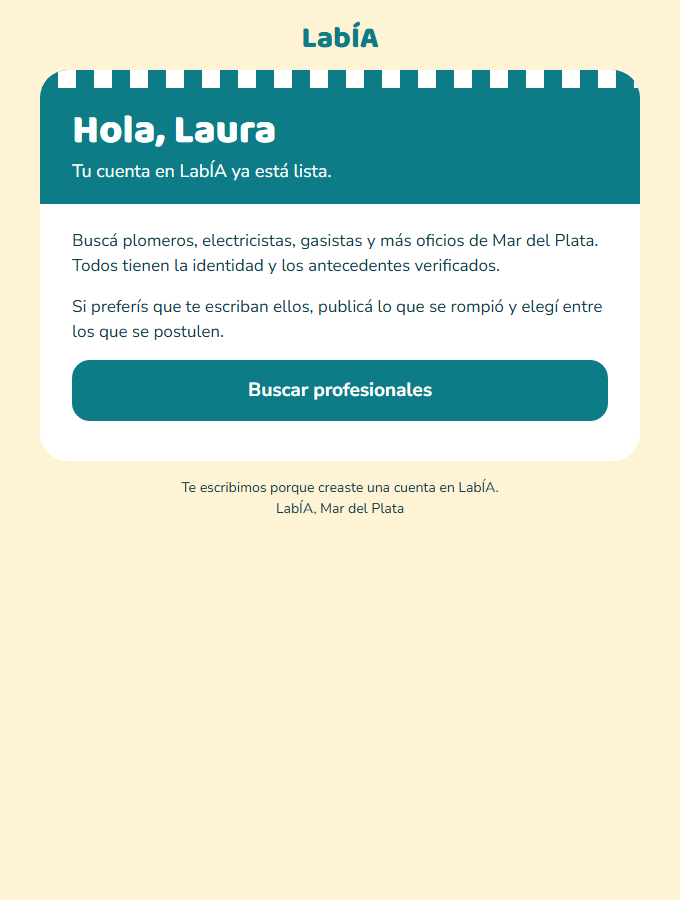 LabÍA
Hola, Laura
Tu cuenta en LabÍA ya está lista.
Buscá plomeros, electricistas, gasistas y más oficios de Mar del Plata.
Todos tienen la identidad y los antecedentes verificados.
Si preferís que te escriban ellos, publicá lo que se rompió y elegí entre
los que se postulen.
Buscar profesionales
Te escribimos porque creaste una cuenta en LabÍA.
LabÍA, Mar del Plata